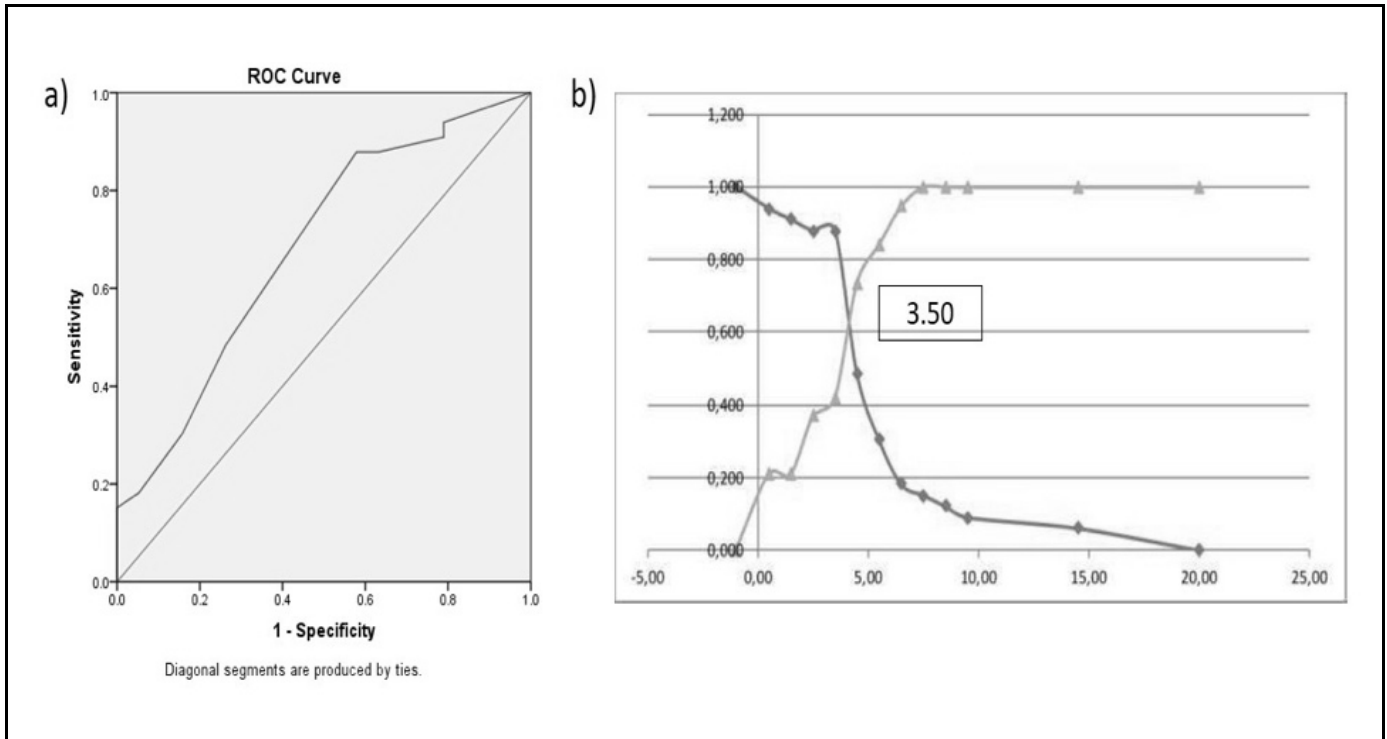 a)
ROC Curve
1.0
0.8
0.6
0.4
0.2
0.0
Sensitivity
0.0 0.2 0.4 0.6 0.8 1.0
1 - Specificity
Diagonal segments are produced by ties.
b)
1,200
1,000
0,800
0,600
0,400
0,200
0,000
3.50
-5,00 0,00 5,00 10,00 15,00 20,00 25,00